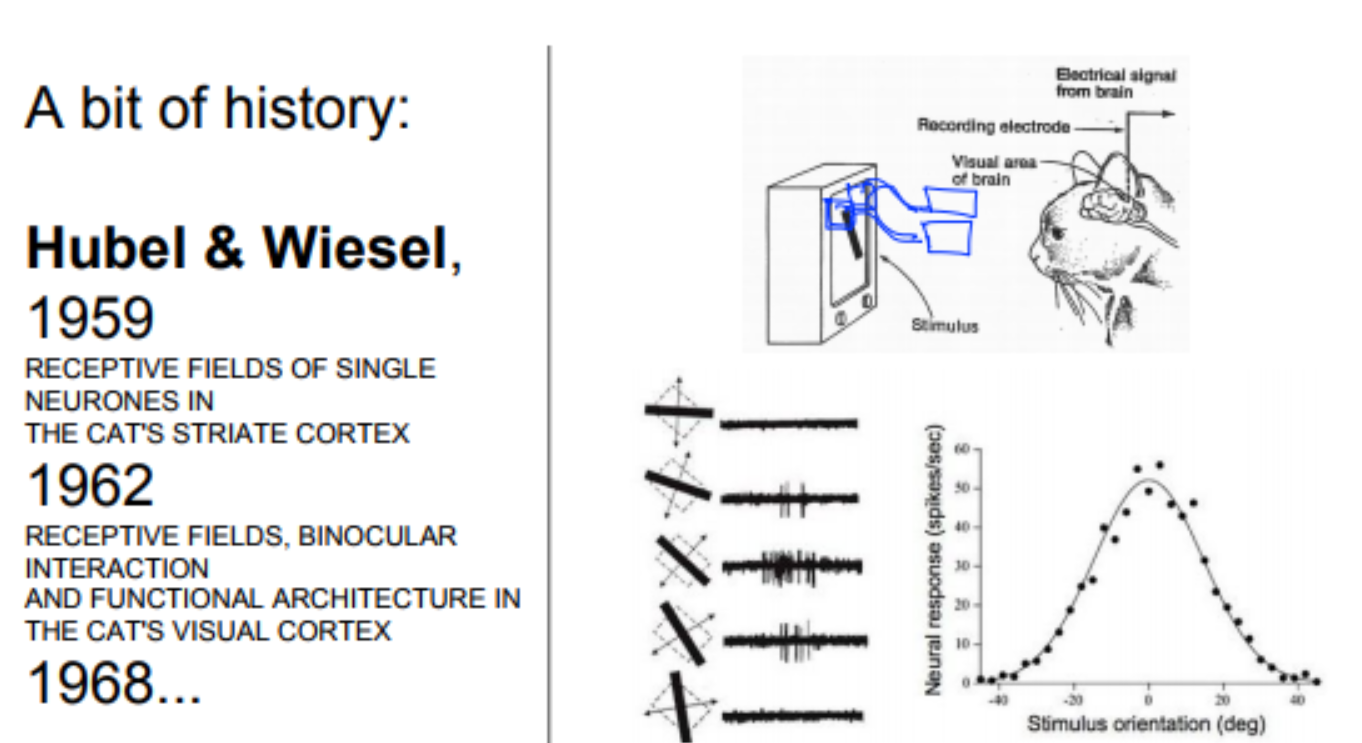 A bit of history:
Hubel & Wiesel,
1959
RECEPTIVE FIELDS OF SINGLE
NEURONES IN
THE CAT'S STRIATE CORTEX
1962
RECEPTIVE FIELDS, BINOCULAR
INTERACTION
AND FUNCTIONAL ARCHITECTURE IN
THE CAT'S VISUAL CORTEX
1968...
Electrical signal
from brain
Recording electrode
Visual area
of brain
Stimulus
Neural response (spikes/sec)
60
50
40
30
20
10
0
-40 -20 0 20 40
Stimulus orientation (deg)